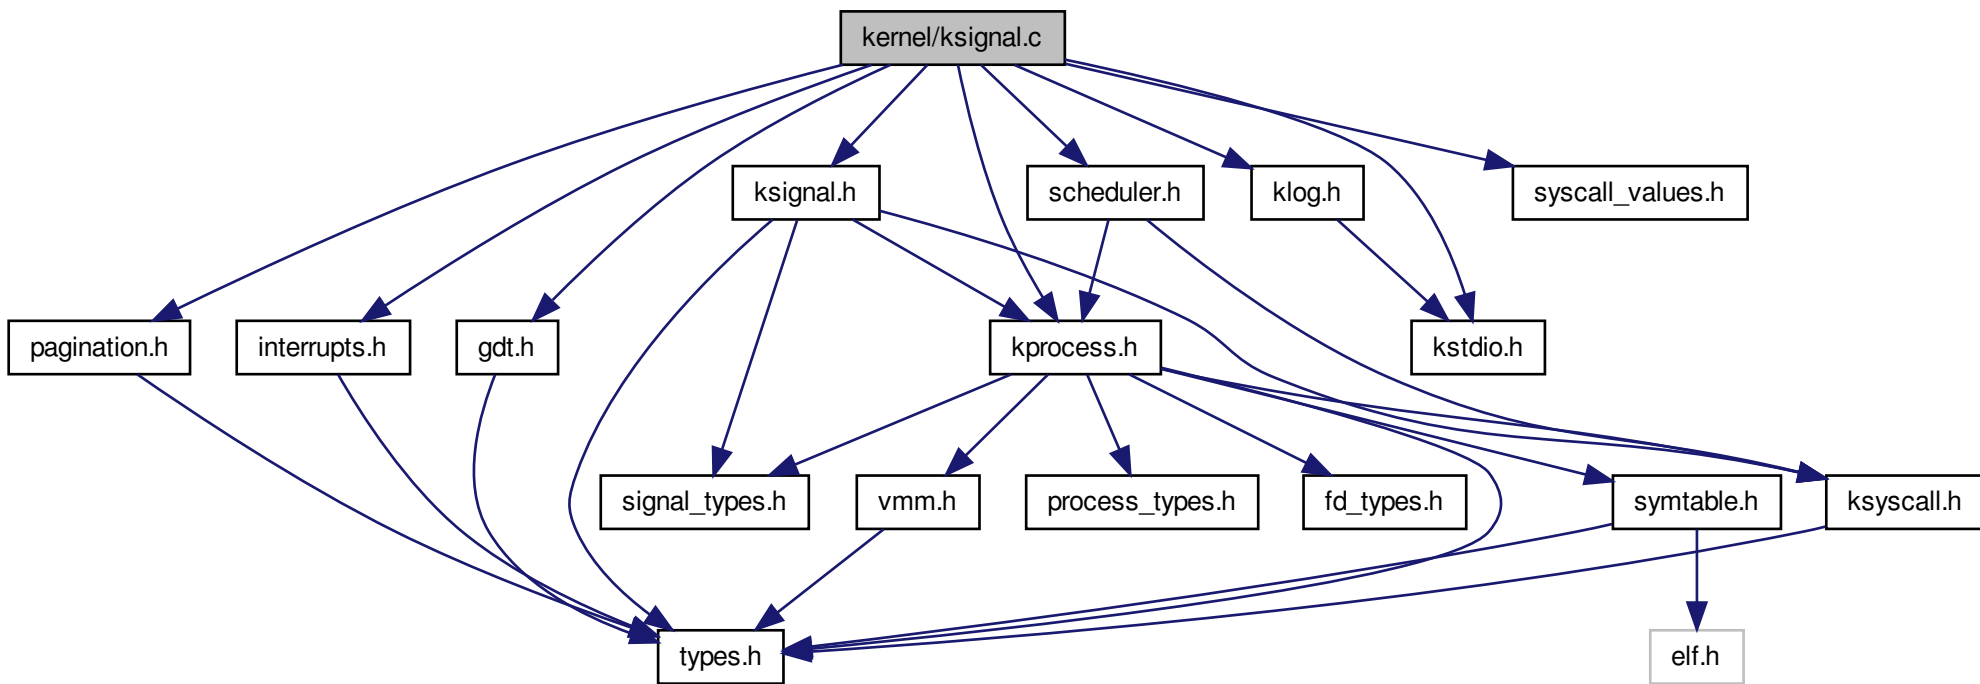 kernel/ksignal.c
ksignal.h
scheduler.h
klog.h
syscall_values.h
pagination.h
interrupts.h
gdt.h
kprocess.h
kstdio.h
signal_types.h
vmm.h
process_types.h
fd_types.h
symtable.h
ksyscall.h
types.h
elf.h